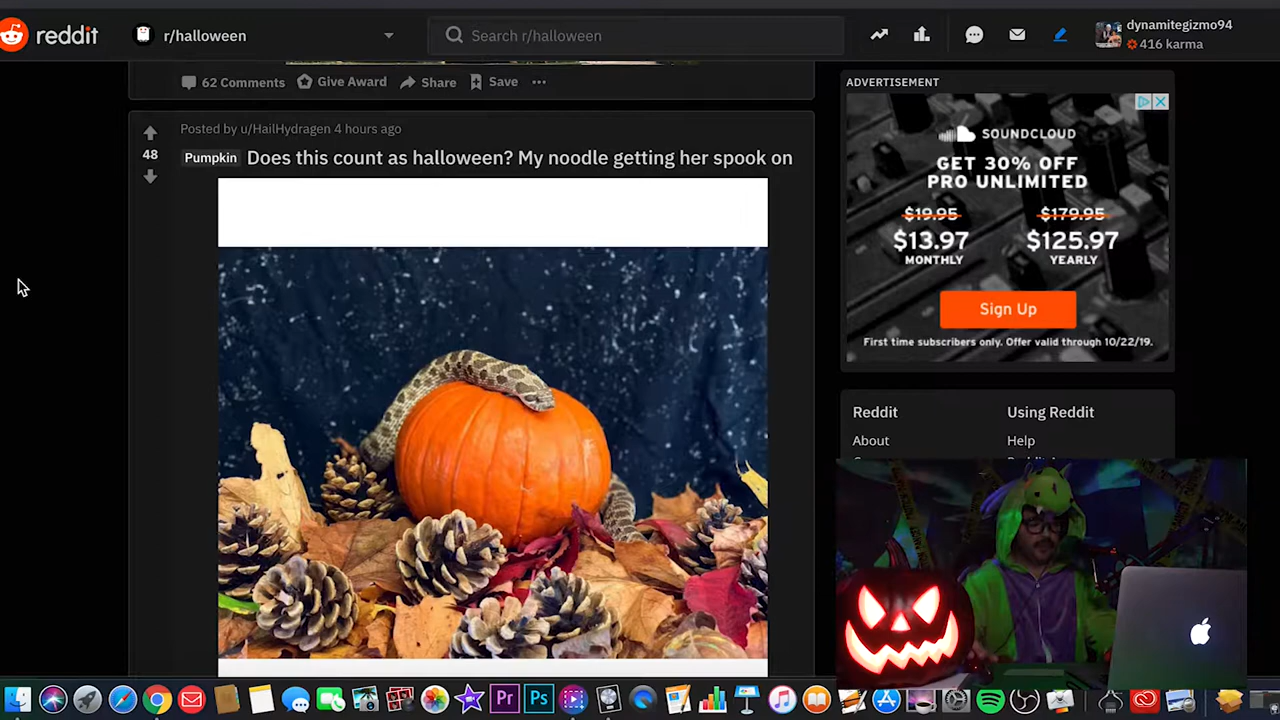 reddit
r/halloween
Search r/halloween
dynamitegizmo94
416 karma
62 Comments
Give Award
Share
Save
Posted by u/HailHydragen 4 hours ago
48
Pumpkin
Does this count as halloween? My noodle getting her spook on
ADVERTISEMENT
SOUNDCLOUD
GET 30% OFF
PRO UNLIMITED
$19.95 $179.95
$13.97 $125.97
MONTHLY YEARLY
Sign Up
First time subscribers only. Offer valid through 10/22/19.
Reddit
Using Reddit
About
Help
Pr
Ps